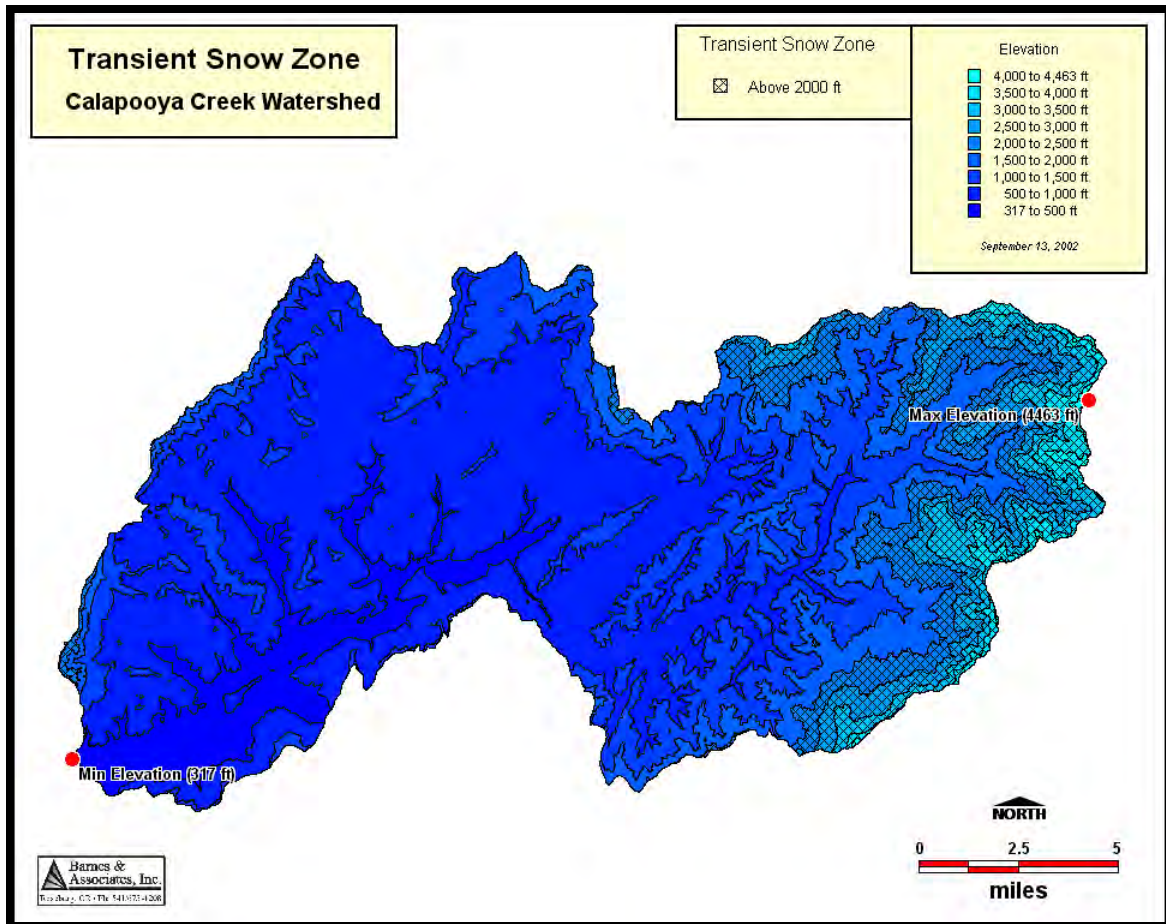 Transient Snow Zone
Calapooya Creek Watershed
Transient Snow Zone
Above 2000 ft
Elevation
4,000 to 4,463 ft
3,500 to 4,000 ft
3,000 to 3,500 ft
2,500 to 3,000 ft
2,000 to 2,500 ft
1,500 to 2,000 ft
1,000 to 1,500 ft
500 to 1,000 ft
317 to 500 ft
September 13, 2002
Max Elevation (4463 ft)
Min Elevation (317 ft)
NORTH
0 2.5 5
miles
Barnes &
Associates, Inc.